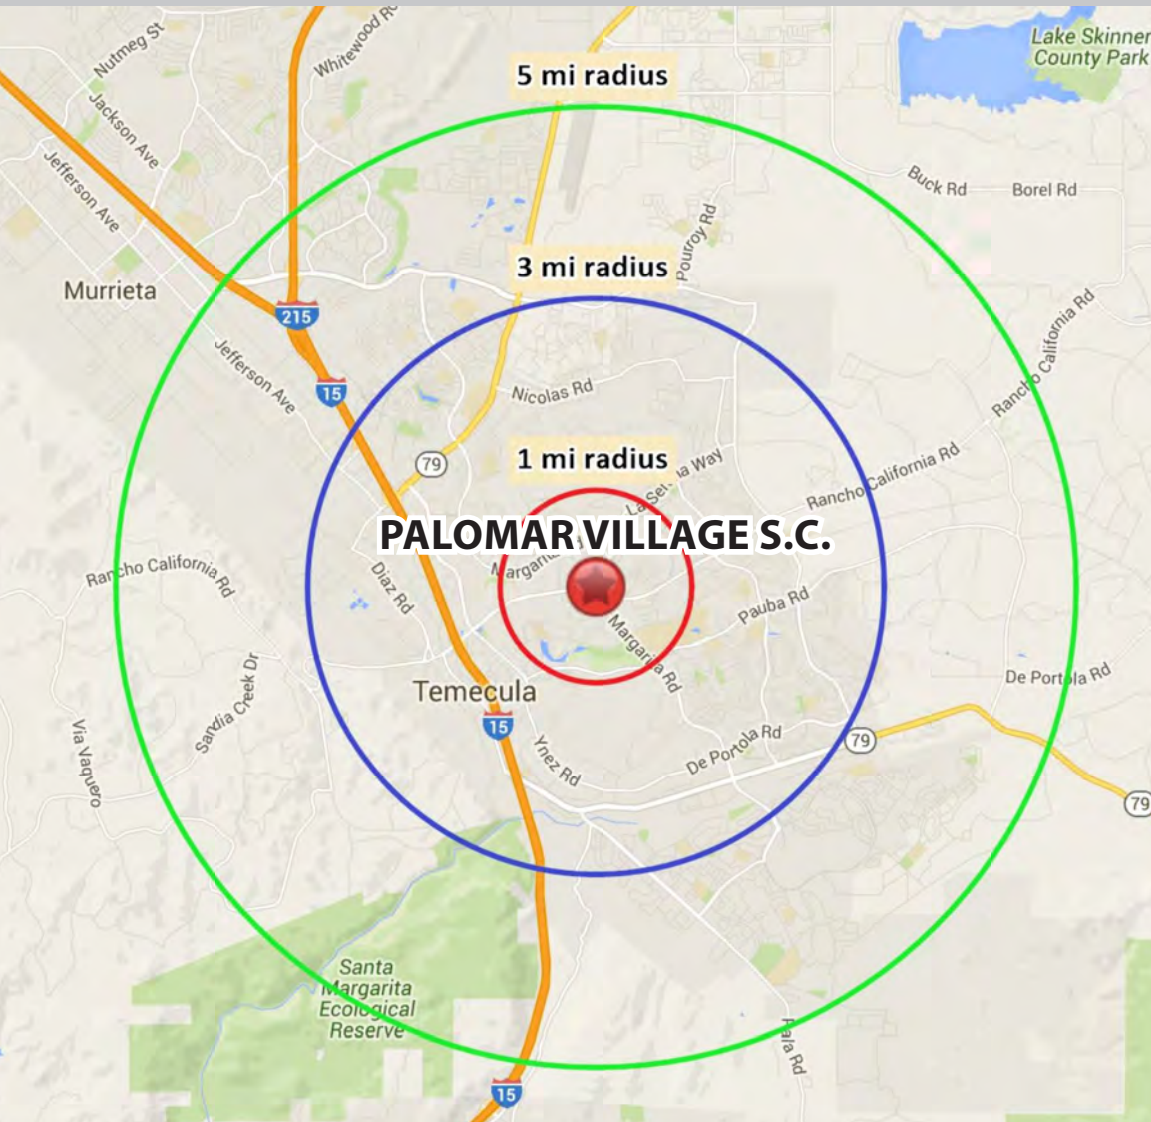 Nutmeg St
Whitewood Rd
Lake Skinner
County Park
5 mi radius
Jackson Ave
Jefferson Ave
Buck Rd
Borel Rd
Pourroy Rd
3 mi radius
Murrieta
215
Rancho California Rd
Jefferson Ave
15
Nicolas Rd
79
1 mi radius
La Serena Way
Rancho California Rd
PALOMAR VILLAGE S.C.
Margarita Rd
Rancho California Rd
Diaz Rd
Pauba Rd
Margarita Rd
Temecula
De Portola Rd
Sandia Creek Dr
15
Via Vaquero
Ynez Rd
De Portola Rd
79
79
Santa
Margarita
Ecological
Reserve
Pala Rd
15